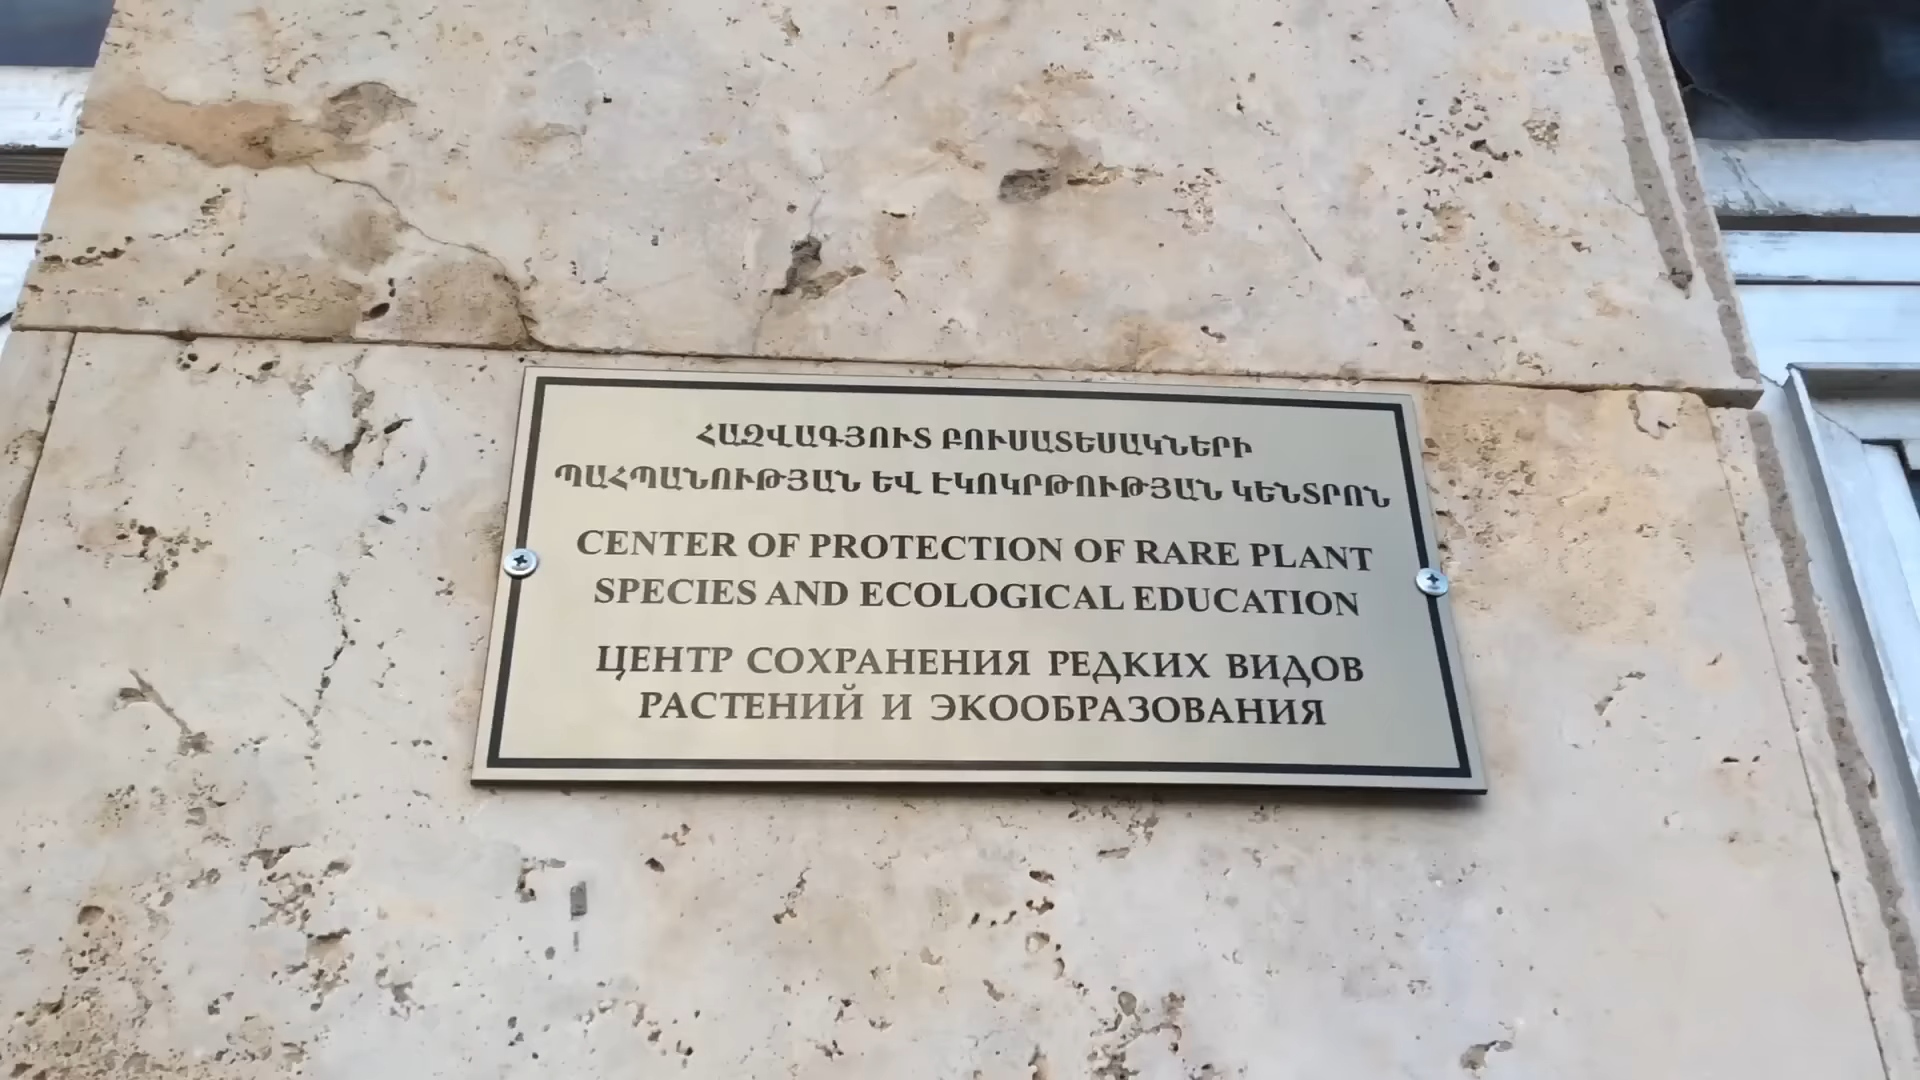 ՀԱԶՎԱԳՅՈՒՏ ԲՈՒՍԱՏԵՍԱԿՆԵՐԻ
ՊԱՀՊԱՆՈՒԹՅԱՆ ԵՎ ԷԿՈԿՐԹՈՒԹՅԱՆ ԿԵՆՏՐՈՆ
CENTER OF PROTECTION OF RARE PLANT
SPECIES AND ECOLOGICAL EDUCATION
ЦЕНТР СОХРАНЕНИЯ РЕДКИХ ВИДОВ
РАСТЕНИЙ И ЭКООБРАЗОВАНИЯ